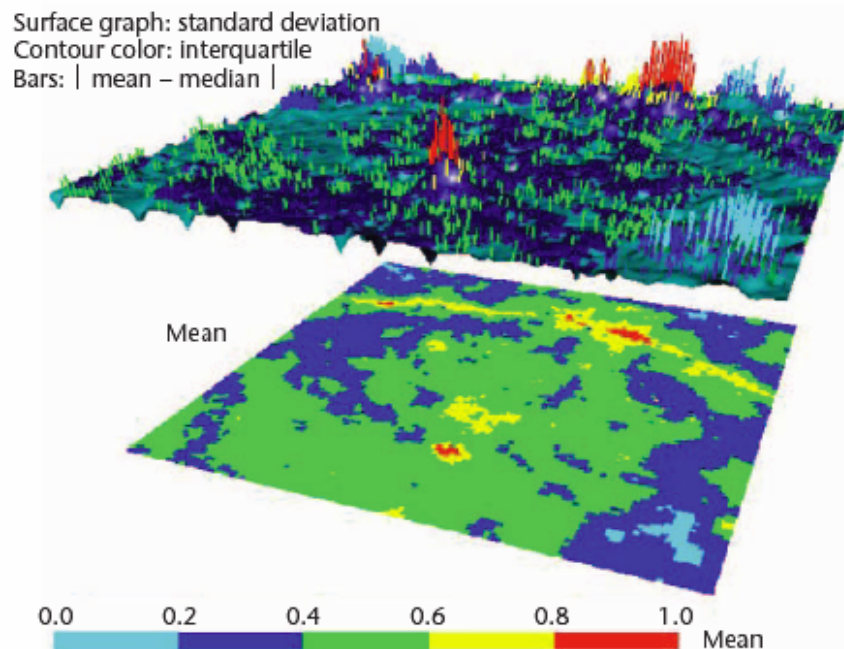 Surface graph: standard deviation
Contour color: interquartile
Bars: | mean – median |
Mean
0.0 0.2 0.4 0.6 0.8 1.0
Mean